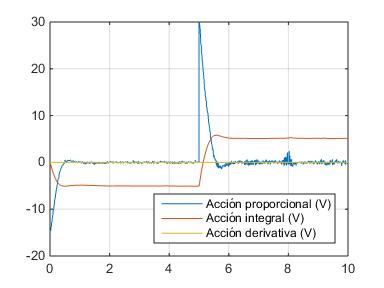 30
20
10
0
-10
-20
Acción proporcional (V)
Acción integral (V)
Acción derivativa (V)
0 2 4 6 8 10